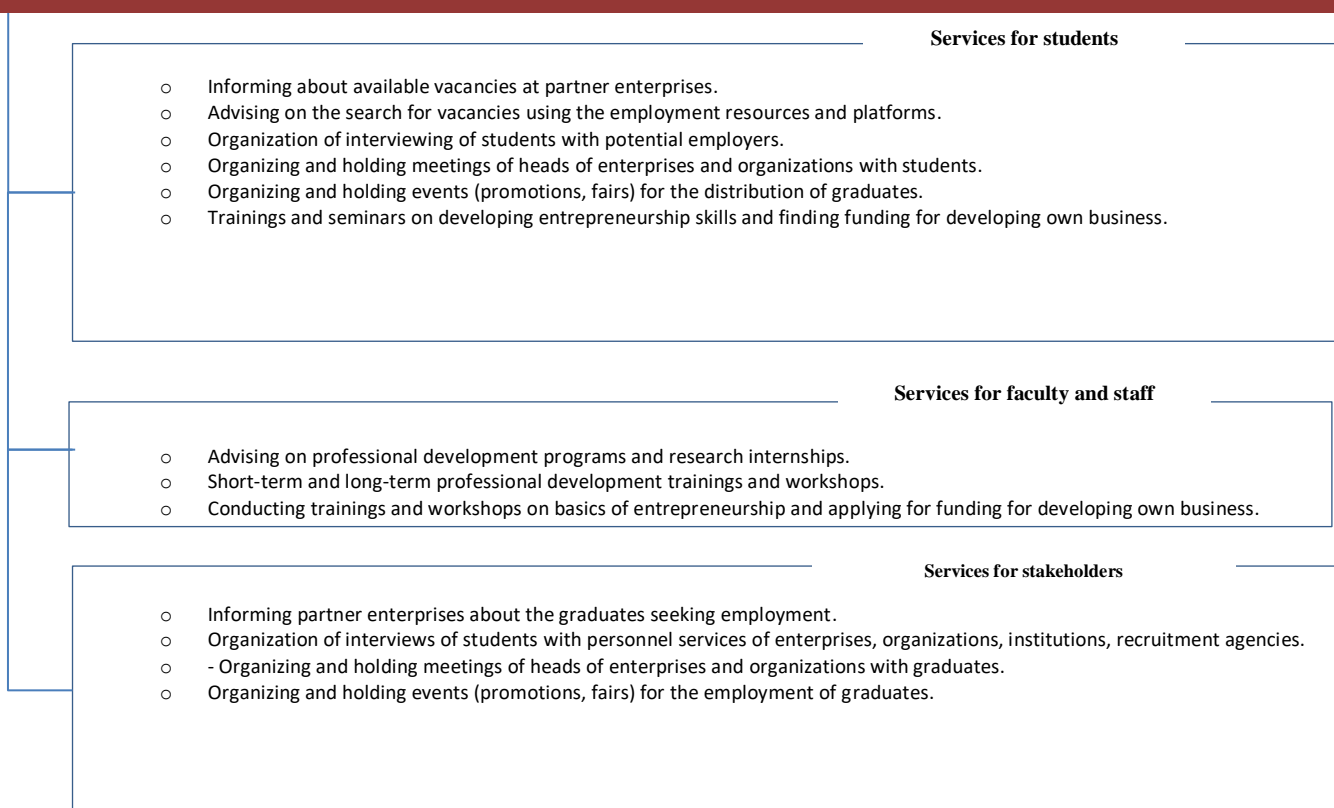 Services for students
o Informing about available vacancies at partner enterprises.
o Advising on the search for vacancies using the employment resources and platforms.
o Organization of interviewing of students with potential employers.
o Organizing and holding meetings of heads of enterprises and organizations with students.
o Organizing and holding events (promotions, fairs) for the distribution of graduates.
o Trainings and seminars on developing entrepreneurship skills and finding funding for developing own business.
Services for faculty and staff
o Advising on professional development programs and research internships.
o Short-term and long-term professional development trainings and workshops.
o Conducting trainings and workshops on basics of entrepreneurship and applying for funding for developing own business.
Services for stakeholders
o Informing partner enterprises about the graduates seeking employment.
o Organization of interviews of students with personnel services of enterprises, organizations, institutions, recruitment agencies.
o - Organizing and holding meetings of heads of enterprises and organizations with graduates.
o Organizing and holding events (promotions, fairs) for the employment of graduates.